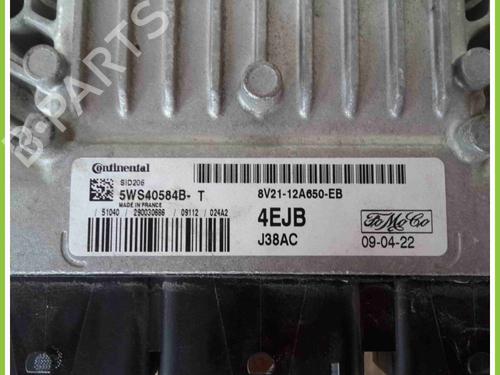 B-PARTS
Continental
SID206
5WS40584B- T
MADE IN FRANCE
/ 51040 / 290030686 / 09112 / 024A2
8V21-12A650-EB
4EJB
J38AC
FoMoCo
09-04-22